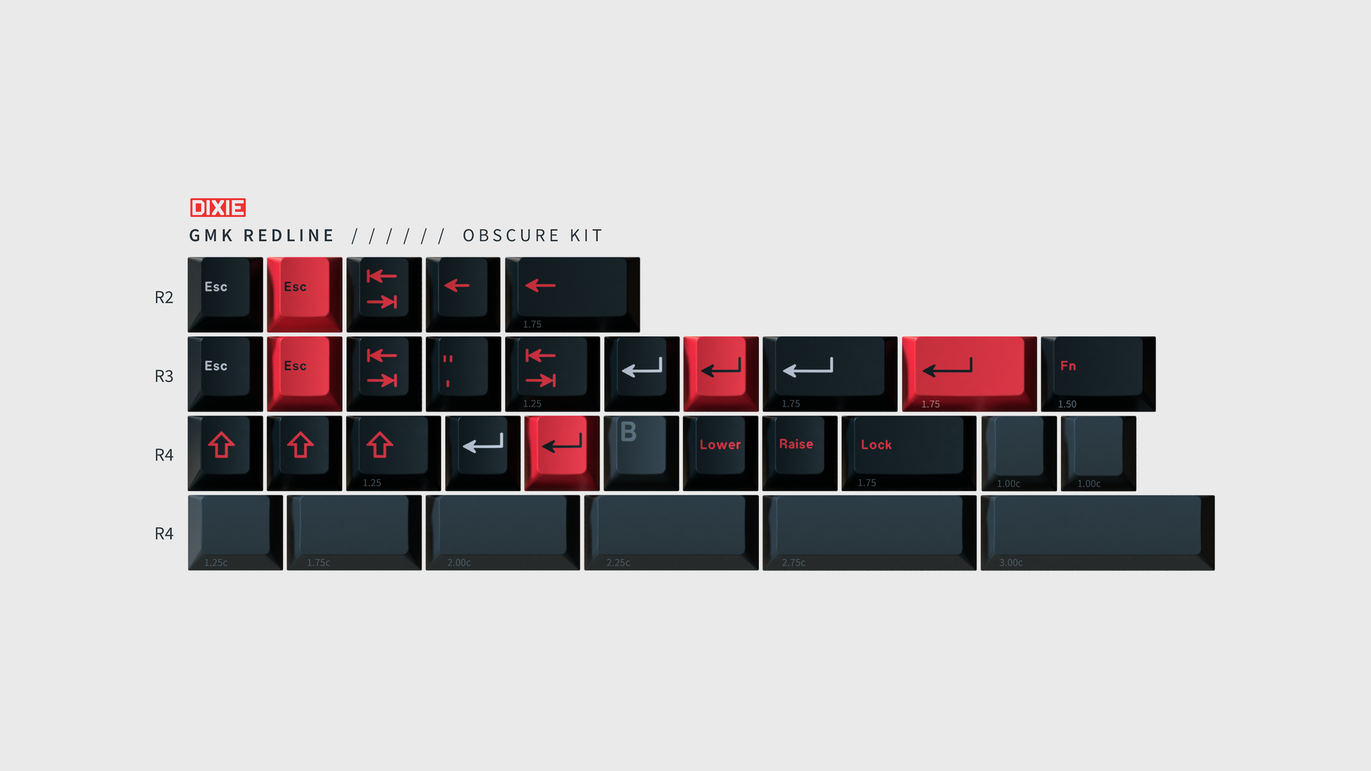 DIXIE
GMK REDLINE ////// OBSCURE KIT
R2 Esc Esc 1.75
R3 Esc Esc " ' 1.25 1.75 1.75 Fn 1.50
R4 1.25 B Lower Raise Lock 1.75 1.00c 1.00c
R4 1.25c 1.75c 2.00c 2.25c 2.75c 3.00c